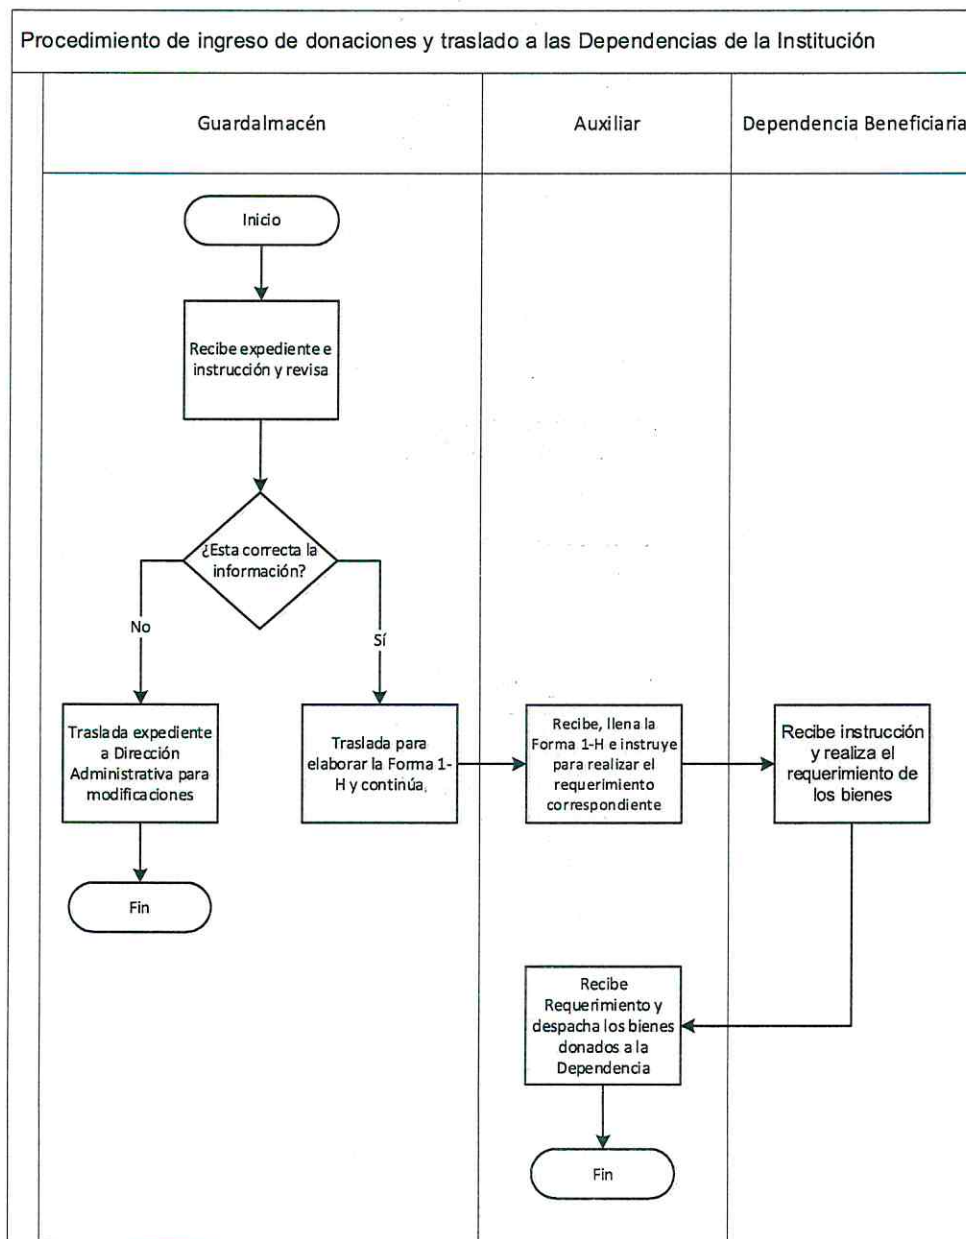 Procedimiento de ingreso de donaciones y traslado a las Dependencias de la Institución
Guardalmacén
Auxiliar
Dependencia Beneficiaria
Inicio
Recibe expediente e
instrucción y revisa
¿Esta correcta la
información?
No
Sí
Traslada expediente
a Dirección
Administrativa para
modificaciones
Traslada para
elaborar la Forma 1-
H y continúa.
Recibe, llena la
Forma 1-H e instruye
para realizar el
requerimiento
correspondiente
Recibe instrucción
y realiza el
requerimiento de
los bienes
Fin
Recibe
Requerimiento y
despacha los bienes
donados a la
Dependencia
Fin